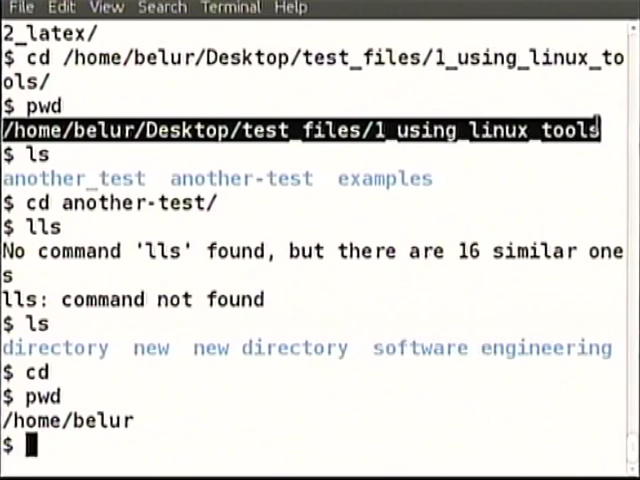 File Edit View Search Terminal Help
2_latex/
$ cd /home/belur/Desktop/test_files/1_using_linux_to
ols/
$ pwd
/home/belur/Desktop/test_files/1_using_linux_tools
$ ls
another_test another-test examples
$ cd another-test/
$ lls
No command 'lls' found, but there are 16 similar one
s
lls: command not found
$ ls
directory new new directory software engineering
$ cd
$ pwd
/home/belur
$